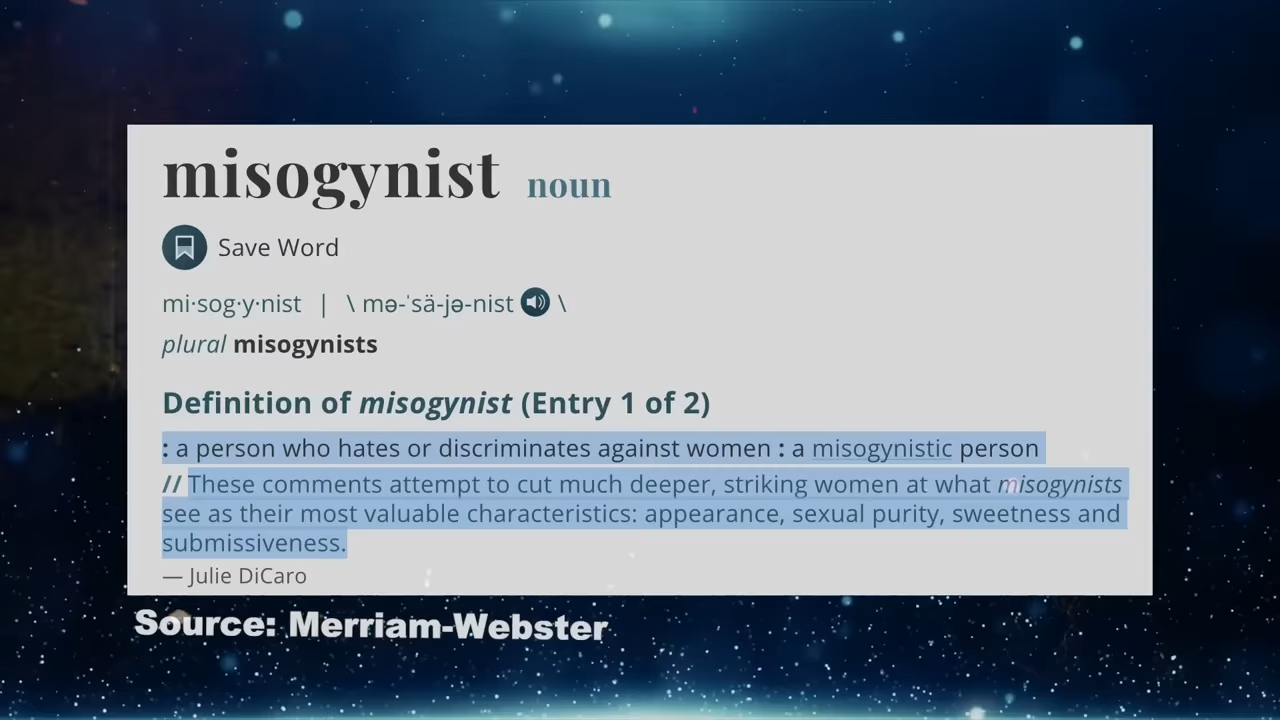 misogynist noun
Save Word
mi·sog·y·nist | \ mə-ˈsä-jə-nist \
plural misogynists
Definition of misogynist (Entry 1 of 2)
: a person who hates or discriminates against women : a misogynistic person
// These comments attempt to cut much deeper, striking women at what misogynists
see as their most valuable characteristics: appearance, sexual purity, sweetness and
submissiveness.
— Julie DiCaro
Source: Merriam-Webster